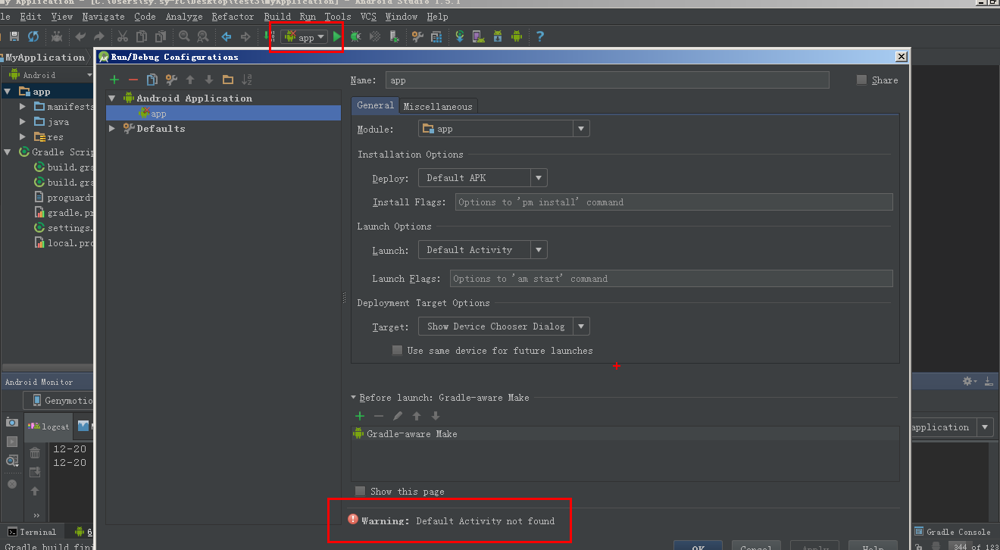 My Application - [C:\Users\sy.sy-PC\Desktop\test3\MyApplication] - Android Studio 1.5.1
le Edit View Navigate Code Analyze Refactor Build Run Tools VCS Window Help
app
MyApplication
Run/Debug Configurations
Android
app
manifests
java
res
Gradle Scrip
build.gra
build.gra
proguard-
gradle.pr
settings.
local.pro
Android Application
app
Defaults
Name: app
Share
General Miscellaneous
Module: app
Installation Options
Deploy: Default APK
Install Flags: Options to 'pm install' command
Launch Options
Launch: Default Activity
Launch Flags: Options to 'am start' command
Deployment Target Options
Target: Show Device Chooser Dialog
Use same device for future launches
Before launch: Gradle-aware Make
Gradle-aware Make
Show this page
Warning: Default Activity not found
OK Cancel Apply Help
Android Monitor
Genymotio
logcat
12-20
12-20
application
Terminal 6
Gradle Console
Gradle build fini
344 of 123